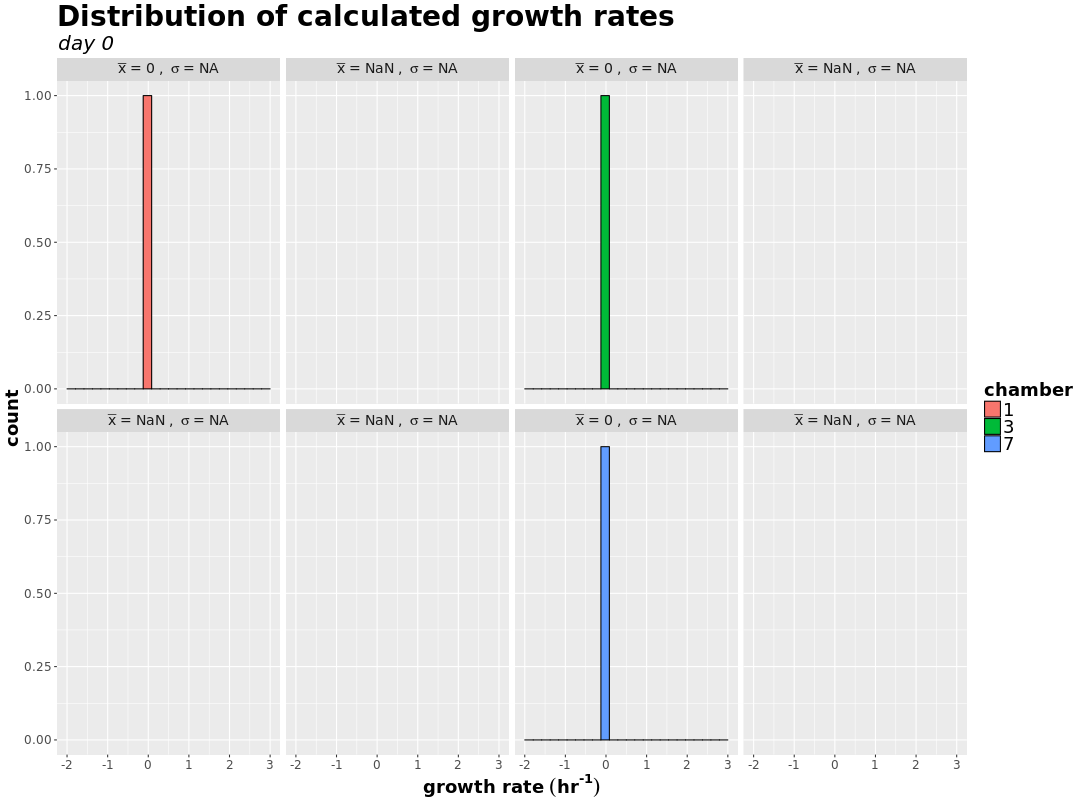 Distribution of calculated growth rates
day 0
x̅ = 0 , σ = NA
x̅ = NaN , σ = NA
x̅ = 0 , σ = NA
x̅ = NaN , σ = NA
1.00
0.75
0.50
0.25
0.00
x̅ = NaN , σ = NA
x̅ = NaN , σ = NA
x̅ = 0 , σ = NA
x̅ = NaN , σ = NA
1.00
0.75
0.50
0.25
0.00
-2 -1 0 1 2 3
-2 -1 0 1 2 3
-2 -1 0 1 2 3
-2 -1 0 1 2 3
growth rate (hr⁻¹)
count
chamber
1
3
7